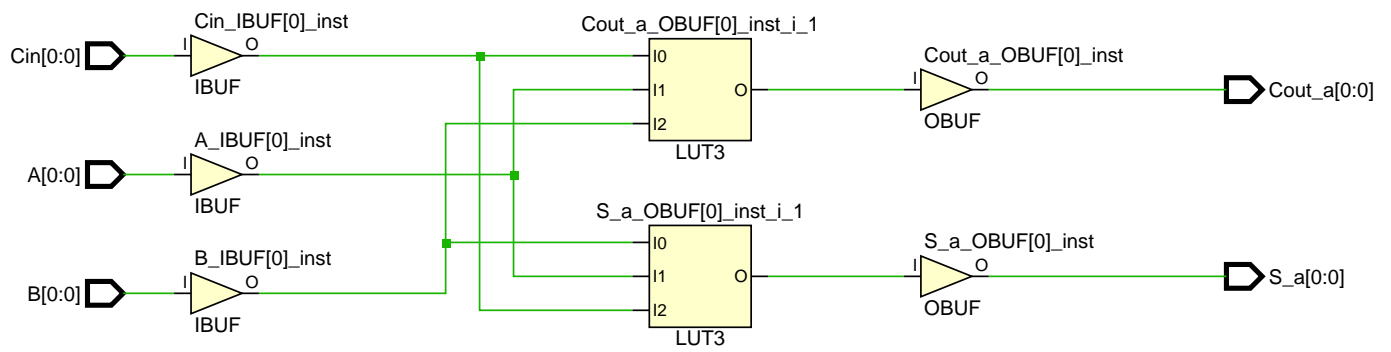 Cin_IBUF[0]_inst
Cout_a_OBUF[0]_inst_i_1
Cin[0:0]
I
O
IBUF
I0
I1
I2
O
LUT3
Cout_a_OBUF[0]_inst
I
O
OBUF
Cout_a[0:0]
A_IBUF[0]_inst
A[0:0]
I
O
IBUF
S_a_OBUF[0]_inst_i_1
I0
I1
I2
O
LUT3
S_a_OBUF[0]_inst
I
O
OBUF
S_a[0:0]
B_IBUF[0]_inst
B[0:0]
I
O
IBUF